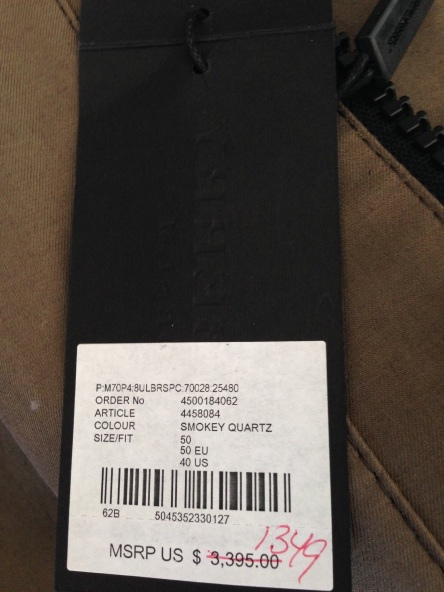 P:M70P4:8ULBRSPC:70028:25480
ORDER No 4500184062
ARTICLE 4458084
COLOUR SMOKEY QUARTZ
SIZE/FIT 50
50 EU
40 US
62B 5045352330127
1349
MSRP US $ 3,395.00